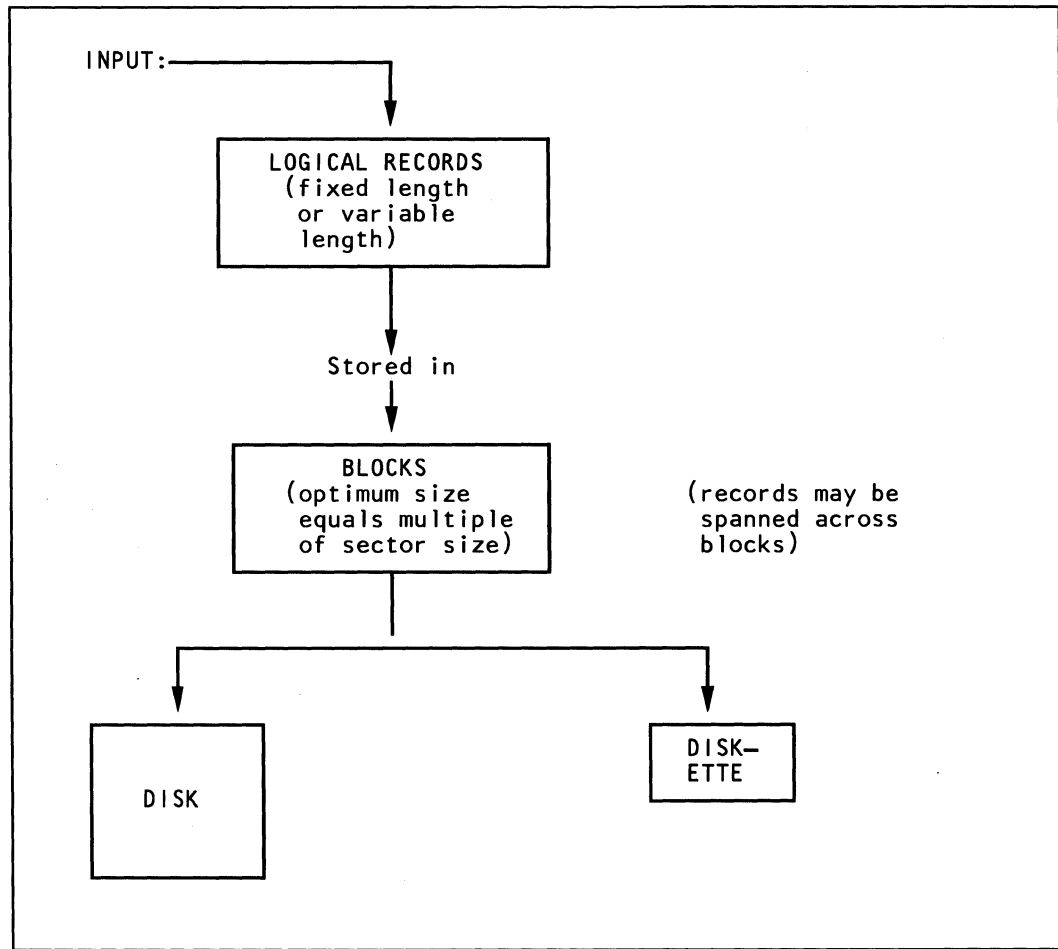 INPUT:
LOGICAL RECORDS
(fixed length
or variable
length)
Stored in
BLOCKS
(optimum size
equals multiple
of sector size)
(records may be
spanned across
blocks)
DISK
DISK—
ETTE